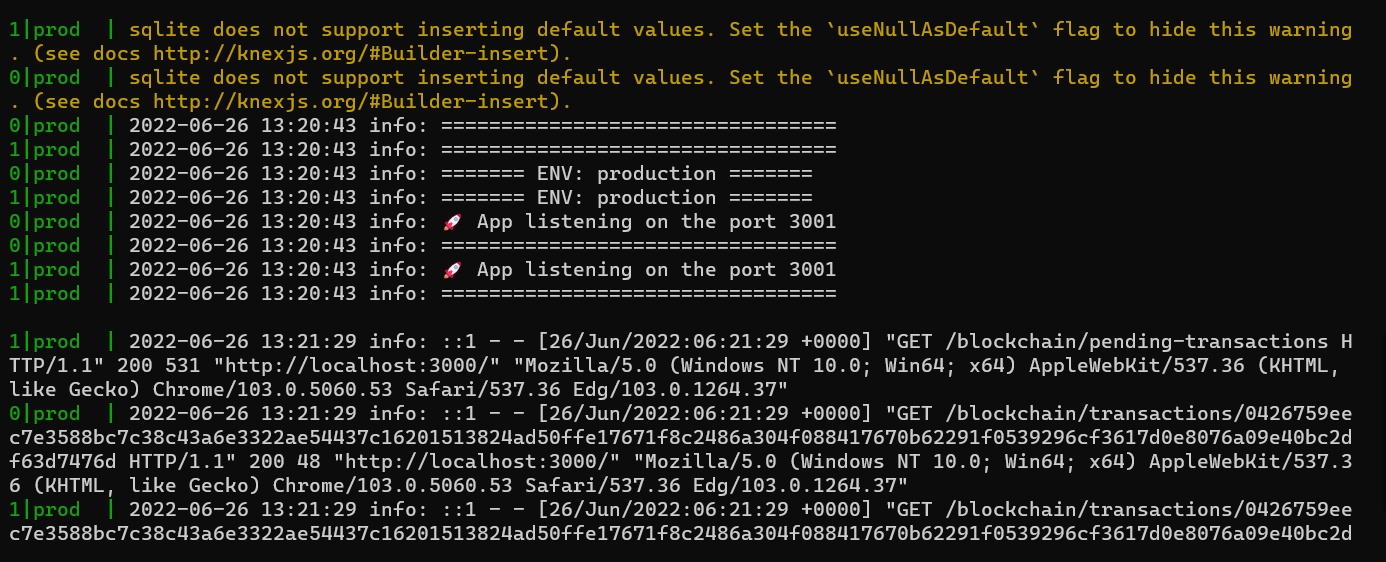 1|prod  | sqlite does not support inserting default values. Set the `useNullAsDefault` flag to hide this warning
. (see docs http://knexjs.org/#Builder-insert).
0|prod  | sqlite does not support inserting default values. Set the `useNullAsDefault` flag to hide this warning
. (see docs http://knexjs.org/#Builder-insert).
0|prod  | 2022-06-26 13:20:43 info: =================================
1|prod  | 2022-06-26 13:20:43 info: =================================
0|prod  | 2022-06-26 13:20:43 info: ======= ENV: production =======
1|prod  | 2022-06-26 13:20:43 info: ======= ENV: production =======
0|prod  | 2022-06-26 13:20:43 info: 🚀 App listening on the port 3001
0|prod  | 2022-06-26 13:20:43 info: =================================
1|prod  | 2022-06-26 13:20:43 info: 🚀 App listening on the port 3001
1|prod  | 2022-06-26 13:20:43 info: =================================
1|prod  | 2022-06-26 13:21:29 info: ::1 - - [26/Jun/2022:06:21:29 +0000] "GET /blockchain/pending-transactions H
TTP/1.1" 200 531 "http://localhost:3000/" "Mozilla/5.0 (Windows NT 10.0; Win64; x64) AppleWebKit/537.36 (KHTML,
like Gecko) Chrome/103.0.5060.53 Safari/537.36 Edg/103.0.1264.37"
0|prod  | 2022-06-26 13:21:29 info: ::1 - - [26/Jun/2022:06:21:29 +0000] "GET /blockchain/transactions/0426759ee
c7e3588bc7c38c43a6e3322ae54437c16201513824ad50ffe17671f8c2486a304f088417670b62291f0539296cf3617d0e8076a09e40bc2d
f63d7476d HTTP/1.1" 200 48 "http://localhost:3000/" "Mozilla/5.0 (Windows NT 10.0; Win64; x64) AppleWebKit/537.3
6 (KHTML, like Gecko) Chrome/103.0.5060.53 Safari/537.36 Edg/103.0.1264.37"
1|prod  | 2022-06-26 13:21:29 info: ::1 - - [26/Jun/2022:06:21:29 +0000] "GET /blockchain/transactions/0426759ee
c7e3588bc7c38c43a6e3322ae54437c16201513824ad50ffe17671f8c2486a304f088417670b62291f0539296cf3617d0e8076a09e40bc2d